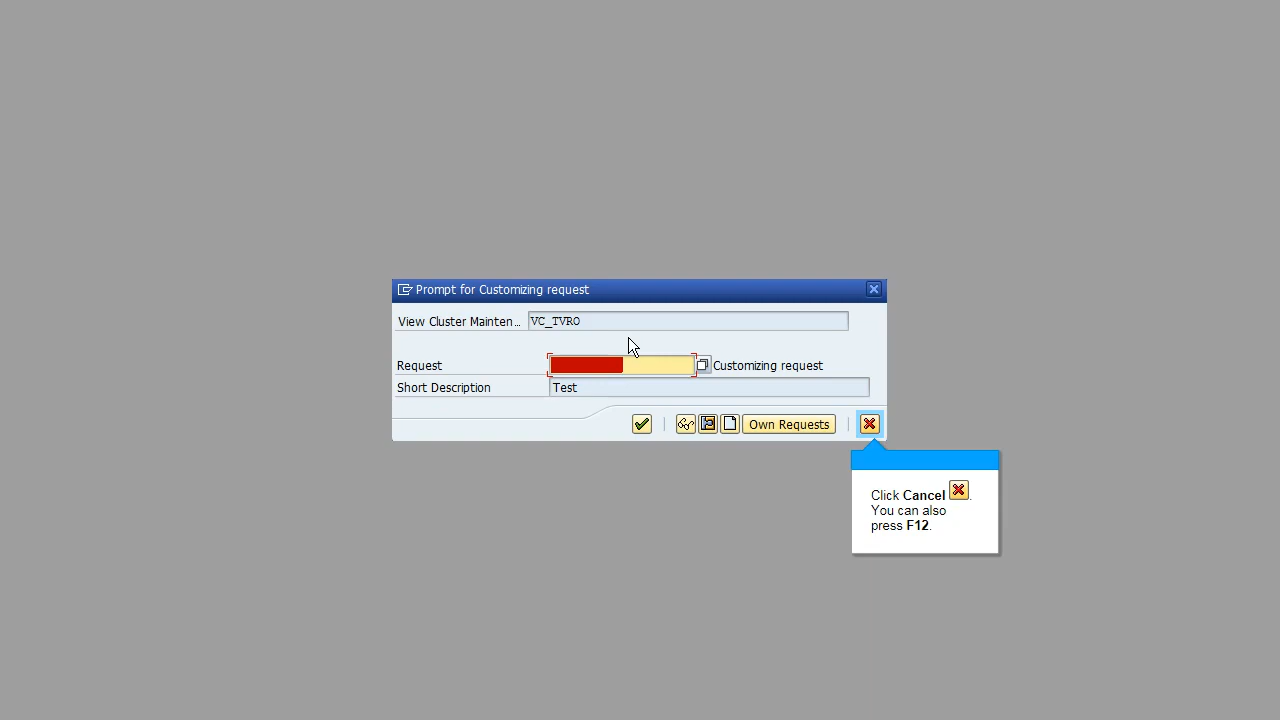 Prompt for Customizing request
View Cluster Mainten... VC_TVRO
Request Customizing request
Short Description Test
Own Requests
Click Cancel .
You can also
press F12.